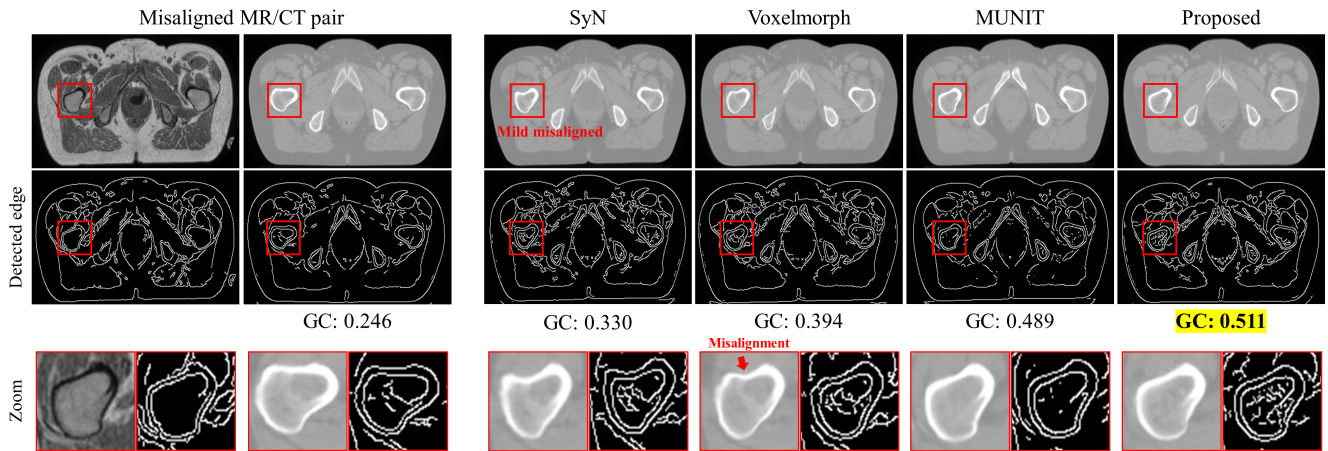 Misaligned MR/CT pair
SyN
Voxelmorph
MUNIT
Proposed
Mild misaligned
Detected edge
GC: 0.246
GC: 0.330
GC: 0.394
GC: 0.489
GC: 0.511
Misalignment
Zoom